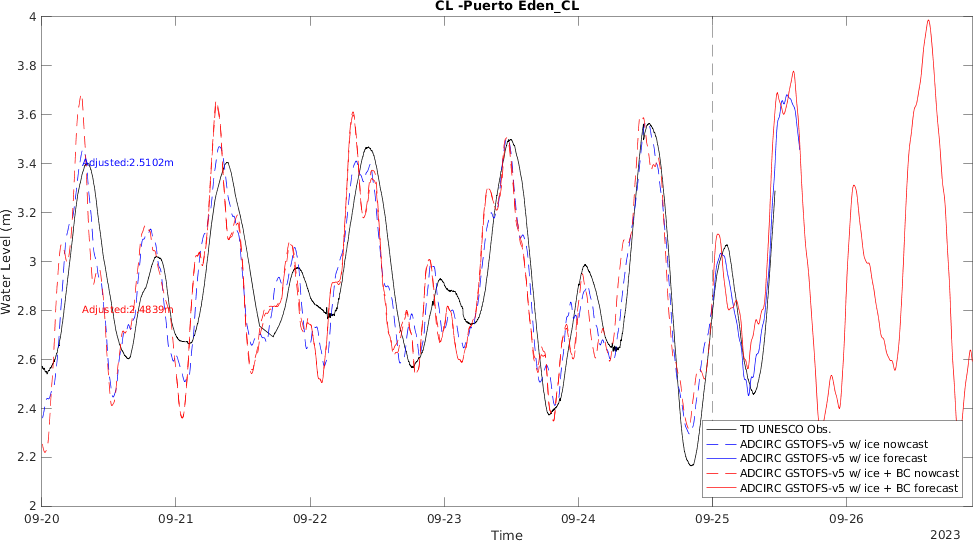 CL -Puerto Eden_CL
4
3.8
3.6
3.4
3.2
3
2.8
2.6
2.4
2.2
2
Water Level (m)
Adjusted:2.5102m
Adjusted:2.4839m
TD UNESCO Obs.
ADCIRC GSTOFS-v5 w/ ice nowcast
ADCIRC GSTOFS-v5 w/ ice forecast
ADCIRC GSTOFS-v5 w/ ice + BC nowcast
ADCIRC GSTOFS-v5 w/ ice + BC forecast
09-20 09-21 09-22 09-23 09-24 09-25 09-26
Time
2023